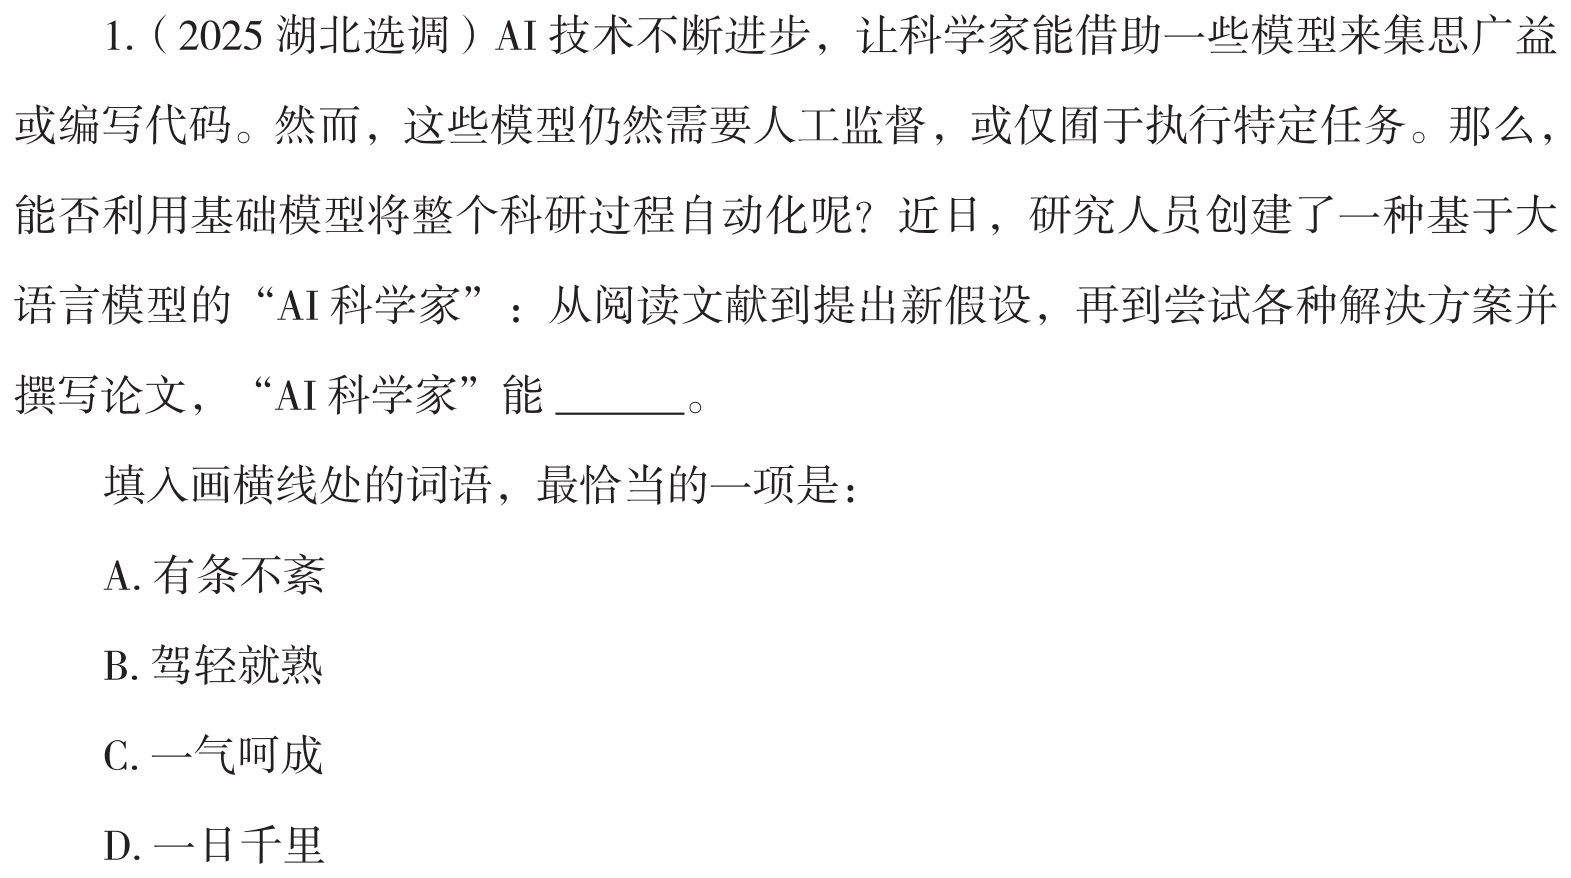 1.（2025 湖北选调）AI 技术不断进步，让科学家能借助一些模型来集思广益
或编写代码。然而，这些模型仍然需要人工监督，或仅囿于执行特定任务。那么，
能否利用基础模型将整个科研过程自动化呢？近日，研究人员创建了一种基于大
语言模型的“AI 科学家”：从阅读文献到提出新假设，再到尝试各种解决方案并
撰写论文，“AI 科学家”能 ______。
填入画横线处的词语，最恰当的一项是：
A. 有条不紊
B. 驾轻就熟
C. 一气呵成
D. 一日千里